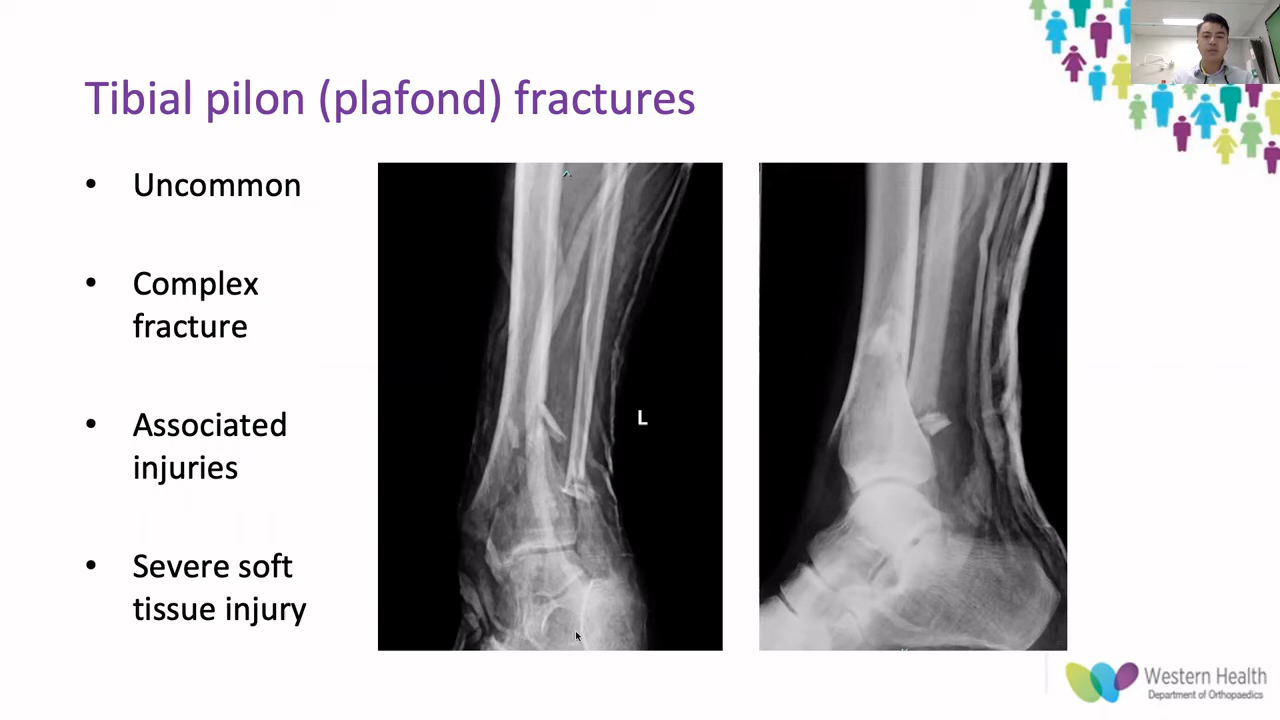 Tibial pilon (plafond) fractures
• Uncommon
• Complex
fracture
• Associated
injuries
• Severe soft
tissue injury
L
Western Health
Department of Orthopaedics